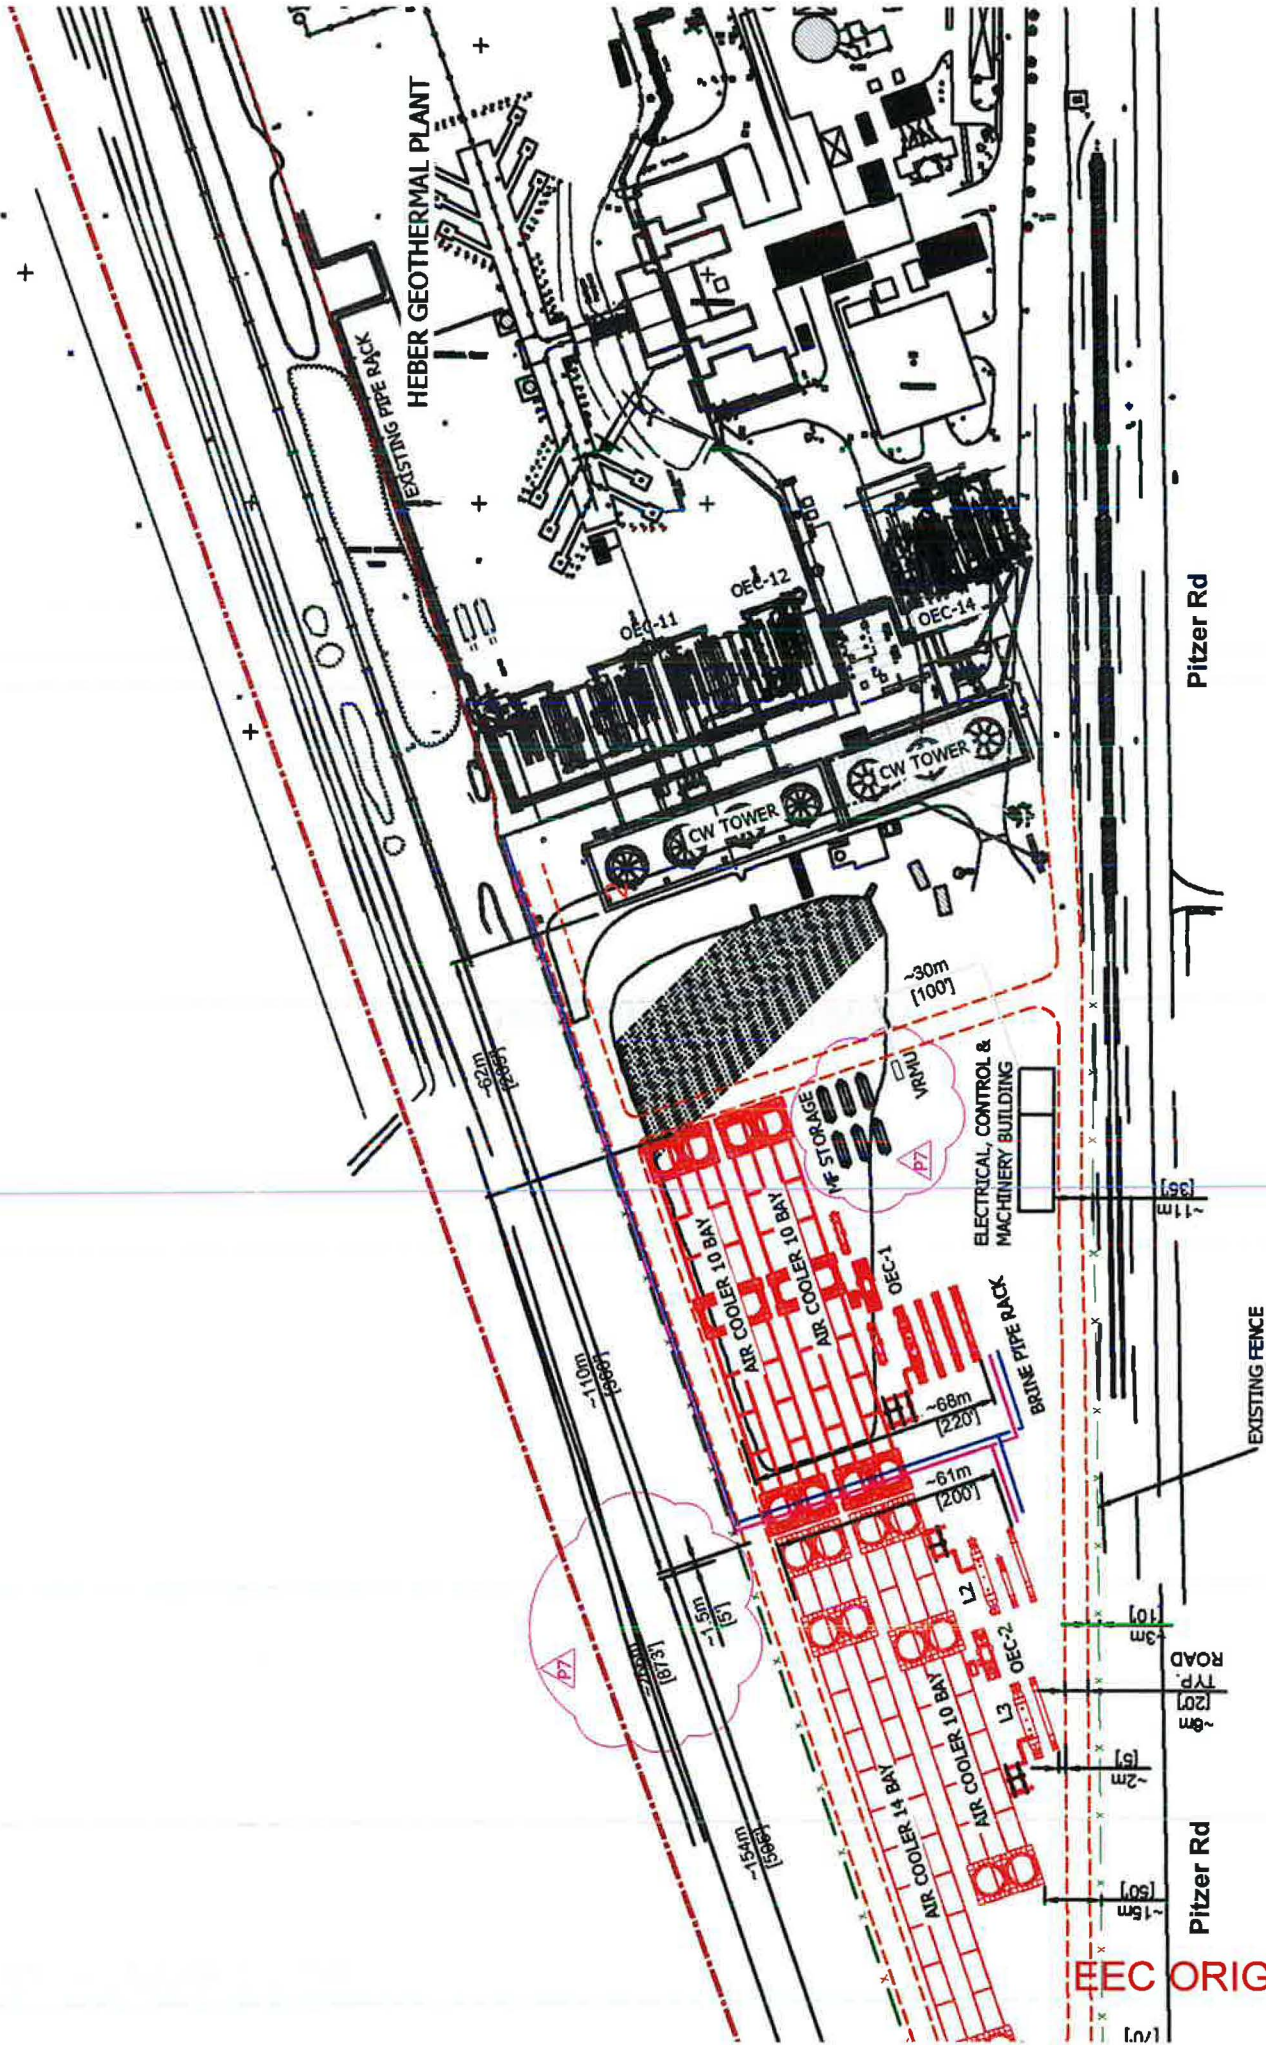 HEBER GEOTHERMAL PLANT
EXISTING PIPE RACK
OEC-11
OEC-12
OEC-14
CW TOWER
CW TOWER
Pitzer Rd
~62m
~30m
[100']
ELECTRICAL, CONTROL &
MACHINERY BUILDING
MF STORAGE
VRMU
P7
~11m
[35']
AIR COOLER 10 BAY
AIR COOLER 10 BAY
OEC-1
~110m
BRINE PIPE RACK
~68m
[220']
~61m
[200']
EXISTING FENCE
P7
~1.5m
[5']
[873']
L2
OEC-2
L3
~3m
[10']
[20'] TYP.
ROAD
~2m
[5']
~154m
AIR COOLER 14 BAY
AIR COOLER 10 BAY
~15m
[50']
Pitzer Rd
[70']
EEC ORIG